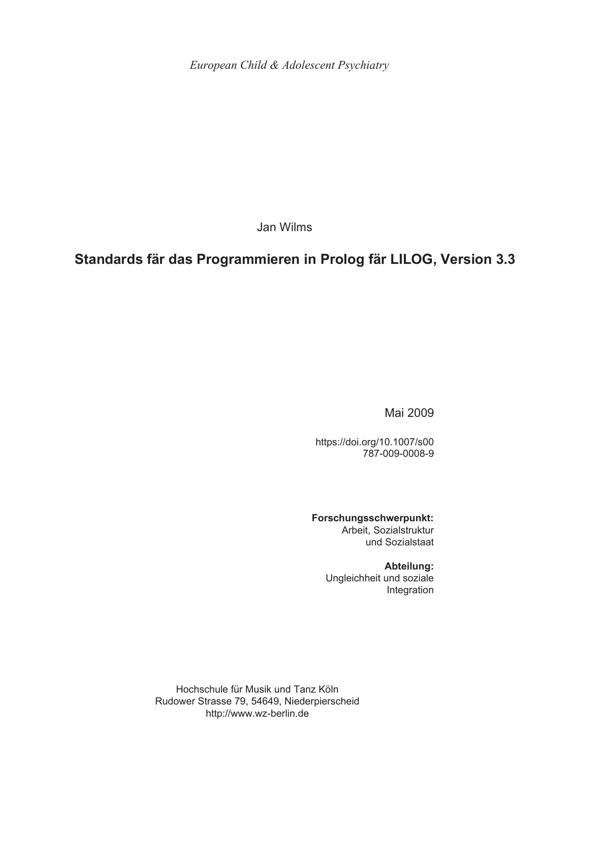 European Child & Adolescent Psychiatry
Jan Wilms
Standards fär das Programmieren in Prolog fär LILOG, Version 3.3
Mai 2009
https://doi.org/10.1007/s00
787-009-0008-9
Forschungsschwerpunkt:
Arbeit, Sozialstruktur
und Sozialstaat
Abteilung:
Ungleichheit und soziale
Integration
Hochschule für Musik und Tanz Köln
Rudower Strasse 79, 54649, Niederpierscheid
http://www.wz-berlin.de